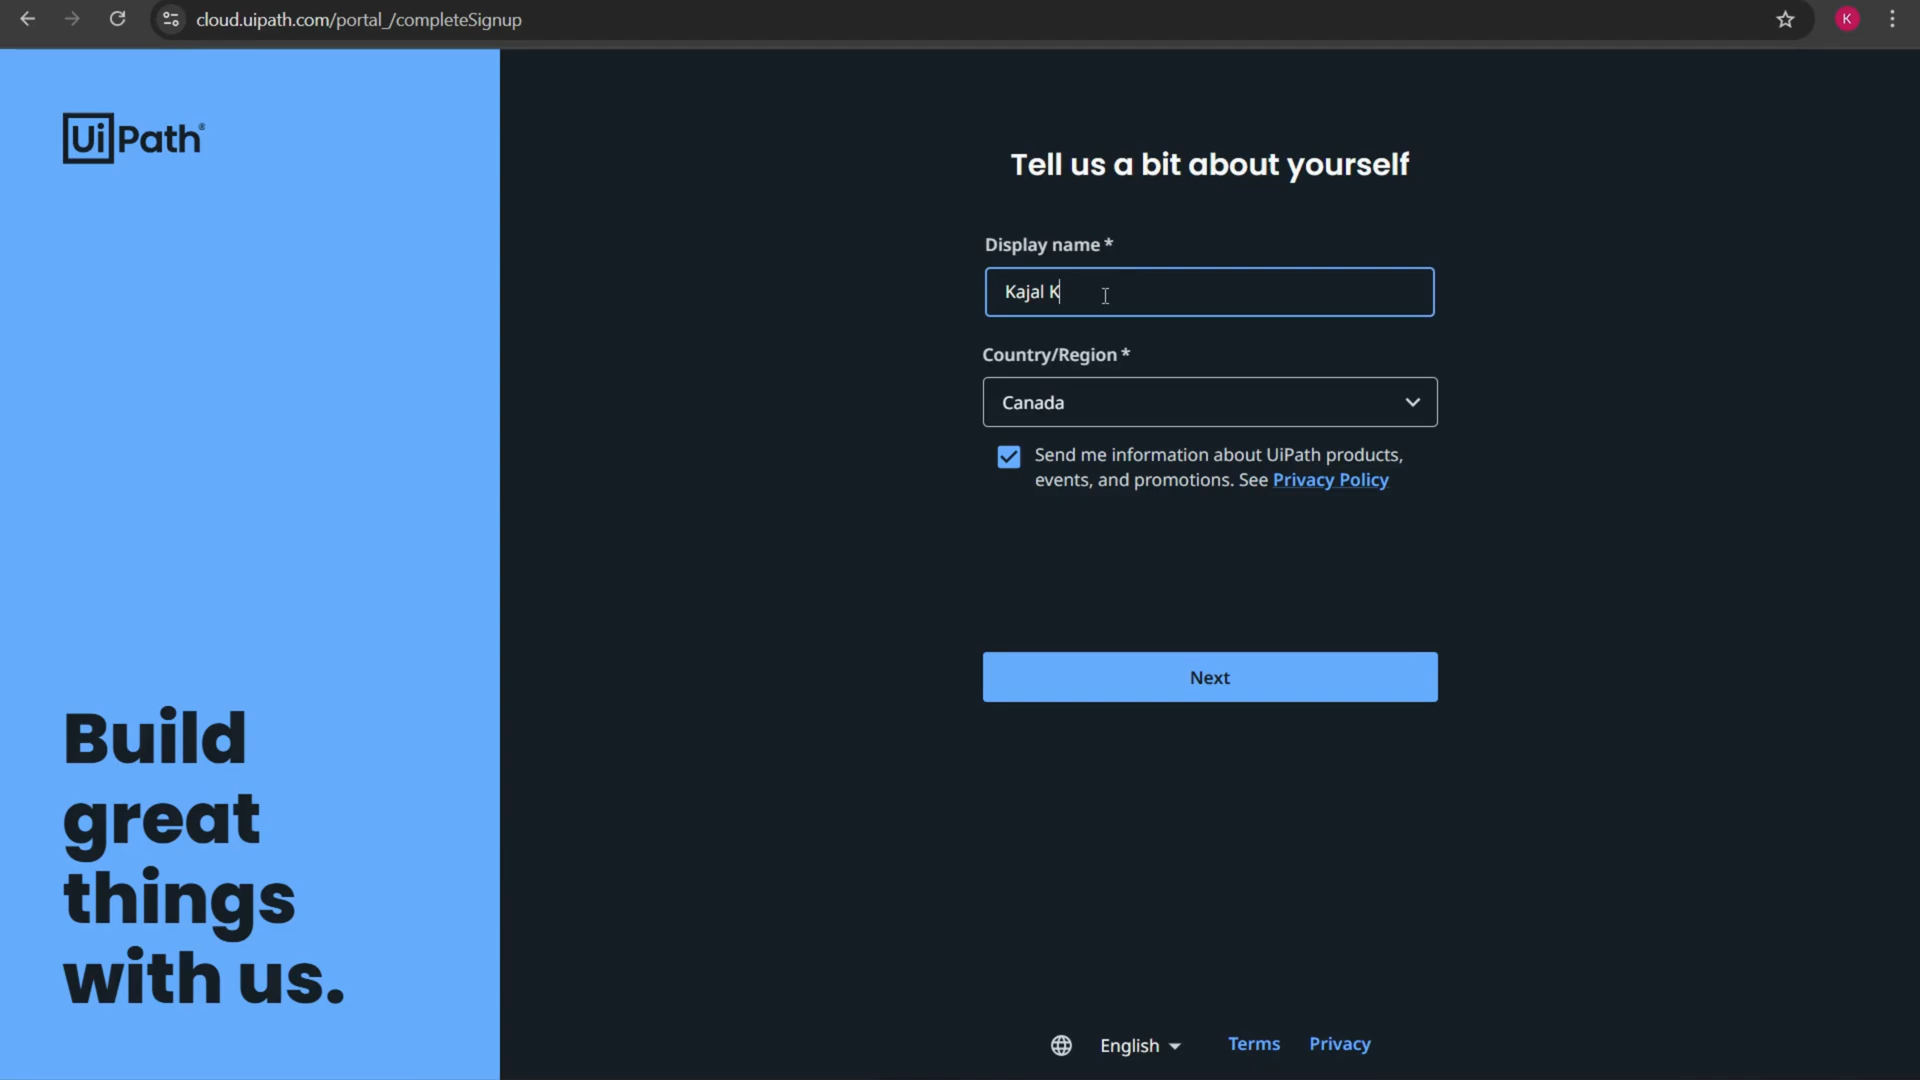 cloud.uipath.com/portal_/completeSignup
K
UiPath®
Tell us a bit about yourself
Display name *
Kajal K
Country/Region *
Canada
Send me information about UiPath products,
events, and promotions. See Privacy Policy
Next
Build
great
things
with us.
English
Terms
Privacy